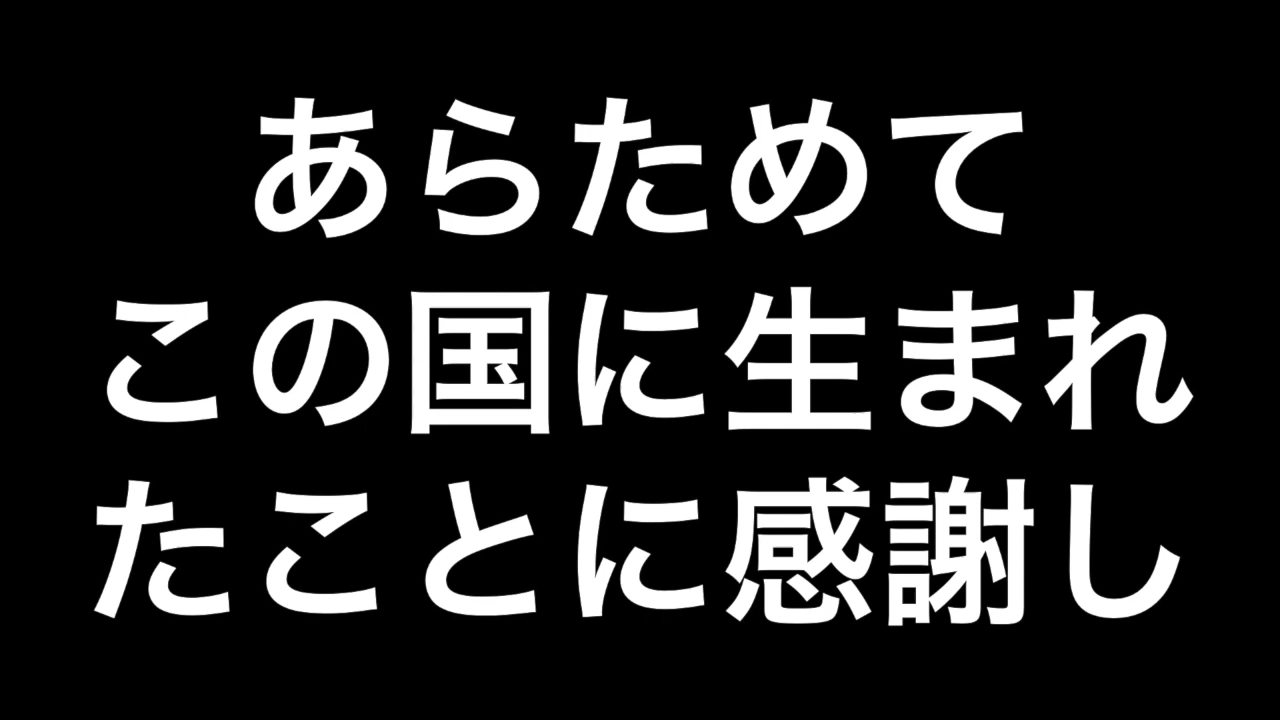 あらためて
この国に生まれ
たことに感謝し